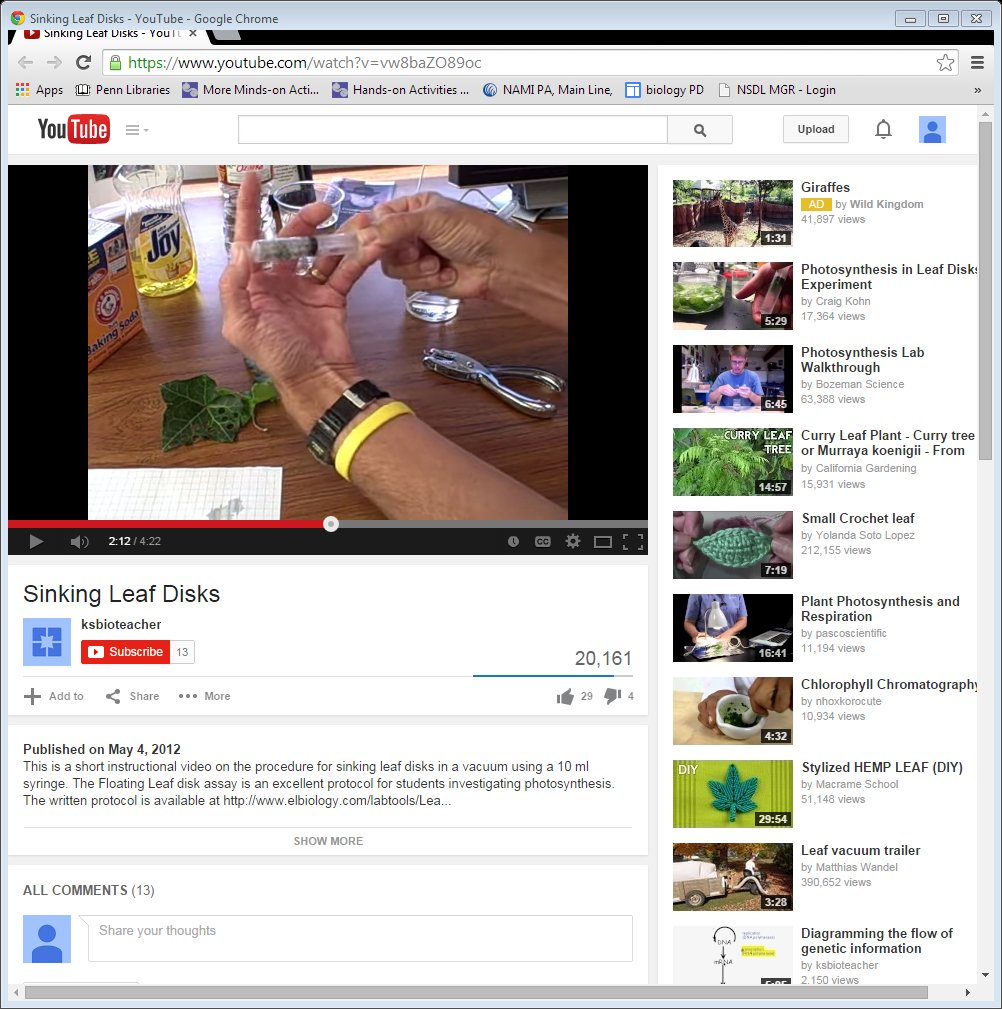 Sinking Leaf Disks - YouTube - Google Chrome
Sinking Leaf Disks - YouT
https://www.youtube.com/watch?v=vw8baZO89oc
Apps Penn Libraries More Minds-on Acti... Hands-on Activities ... NAMI PA, Main Line, biology PD NSDL MGR - Login »
YouTube
Upload
Joy
Baking Soda
2:12 / 4:22
CC
Sinking Leaf Disks
ksbioteacher
Subscribe 13
20,161
Add to Share More 29 4
Published on May 4, 2012
This is a short instructional video on the procedure for sinking leaf disks in a vacuum using a 10 ml
syringe. The Floating Leaf disk assay is an excellent protocol for students investigating photosynthesis.
The written protocol is available at http://www.elbiology.com/labtools/Lea...
SHOW MORE
ALL COMMENTS (13)
Share your thoughts
Giraffes
AD by Wild Kingdom
41,897 views
1:31
Photosynthesis in Leaf Disks
Experiment
by Craig Kohn
17,364 views
5:29
Photosynthesis Lab
Walkthrough
by Bozeman Science
63,388 views
6:45
CURRY LEAF
TREE
Curry Leaf Plant - Curry tree
or Murraya koenigii - From
by California Gardening
15,931 views
14:57
Small Crochet leaf
by Yolanda Soto Lopez
212,155 views
7:19
Plant Photosynthesis and
Respiration
by pascoscientific
11,194 views
16:41
Chlorophyll Chromatography
by nhoxkorocute
10,934 views
4:32
DIY
Stylized HEMP LEAF (DIY)
by Macrame School
51,148 views
29:54
Leaf vacuum trailer
by Matthias Wandel
390,652 views
3:28
DNA
mRNA
Diagramming the flow of
genetic information
by ksbioteacher
2,150 views